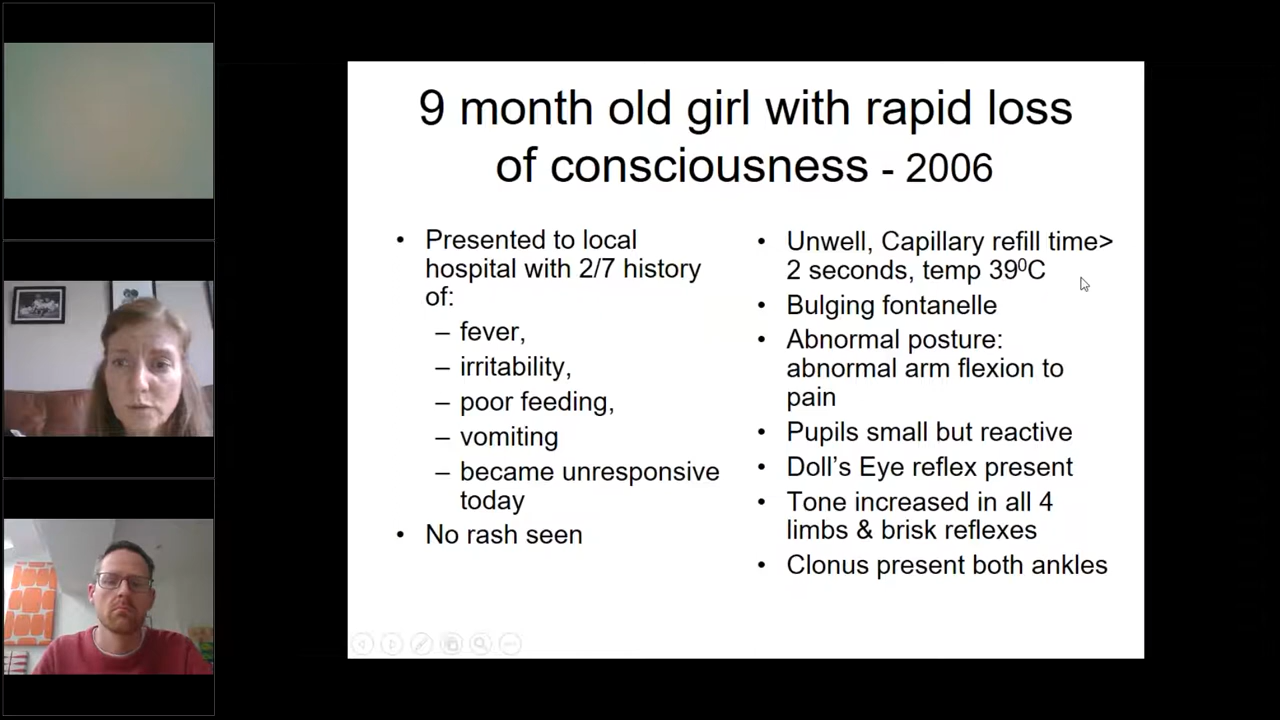 9 month old girl with rapid loss
of consciousness - 2006
• Presented to local
hospital with 2/7 history
of:
– fever,
– irritability,
– poor feeding,
– vomiting
– became unresponsive
today
• No rash seen
• Unwell, Capillary refill time>
2 seconds, temp 39⁰C
• Bulging fontanelle
• Abnormal posture:
abnormal arm flexion to
pain
• Pupils small but reactive
• Doll’s Eye reflex present
• Tone increased in all 4
limbs & brisk reflexes
• Clonus present both ankles